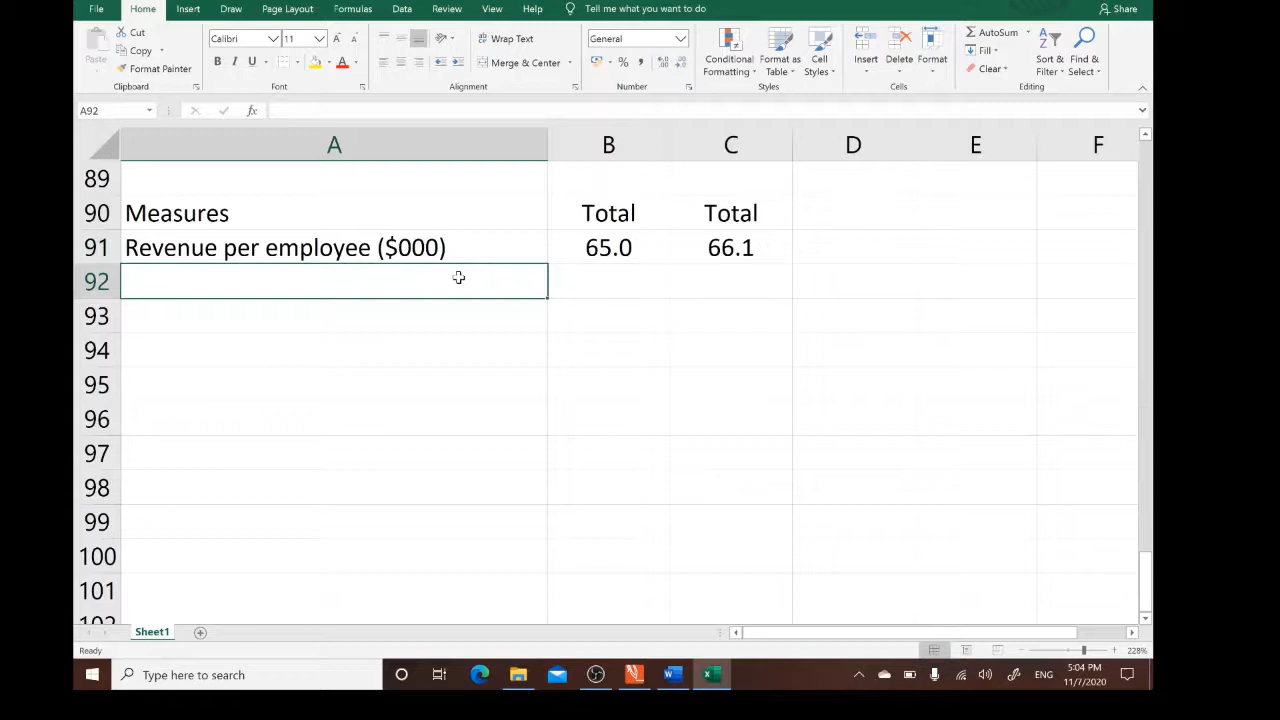 File Home Insert Draw Page Layout Formulas Data Review View Help Tell me what you want to do Share
Paste
Cut
Copy
Format Painter
Clipboard
Calibri 11
B I U
Font
Wrap Text
Merge & Center
Alignment
General
Number
Conditional Formatting
Format as Table
Cell Styles
Styles
Insert Delete Format
Cells
AutoSum
Fill
Clear
Sort & Filter
Find & Select
Editing
A92 fx
A B C D E F
89
90 Measures Total Total
91 Revenue per employee ($000) 65.0 66.1
92
93
94
95
96
97
98
99
100
101
Sheet1
Ready 228%
Type here to search
ENG
5:04 PM
11/7/2020